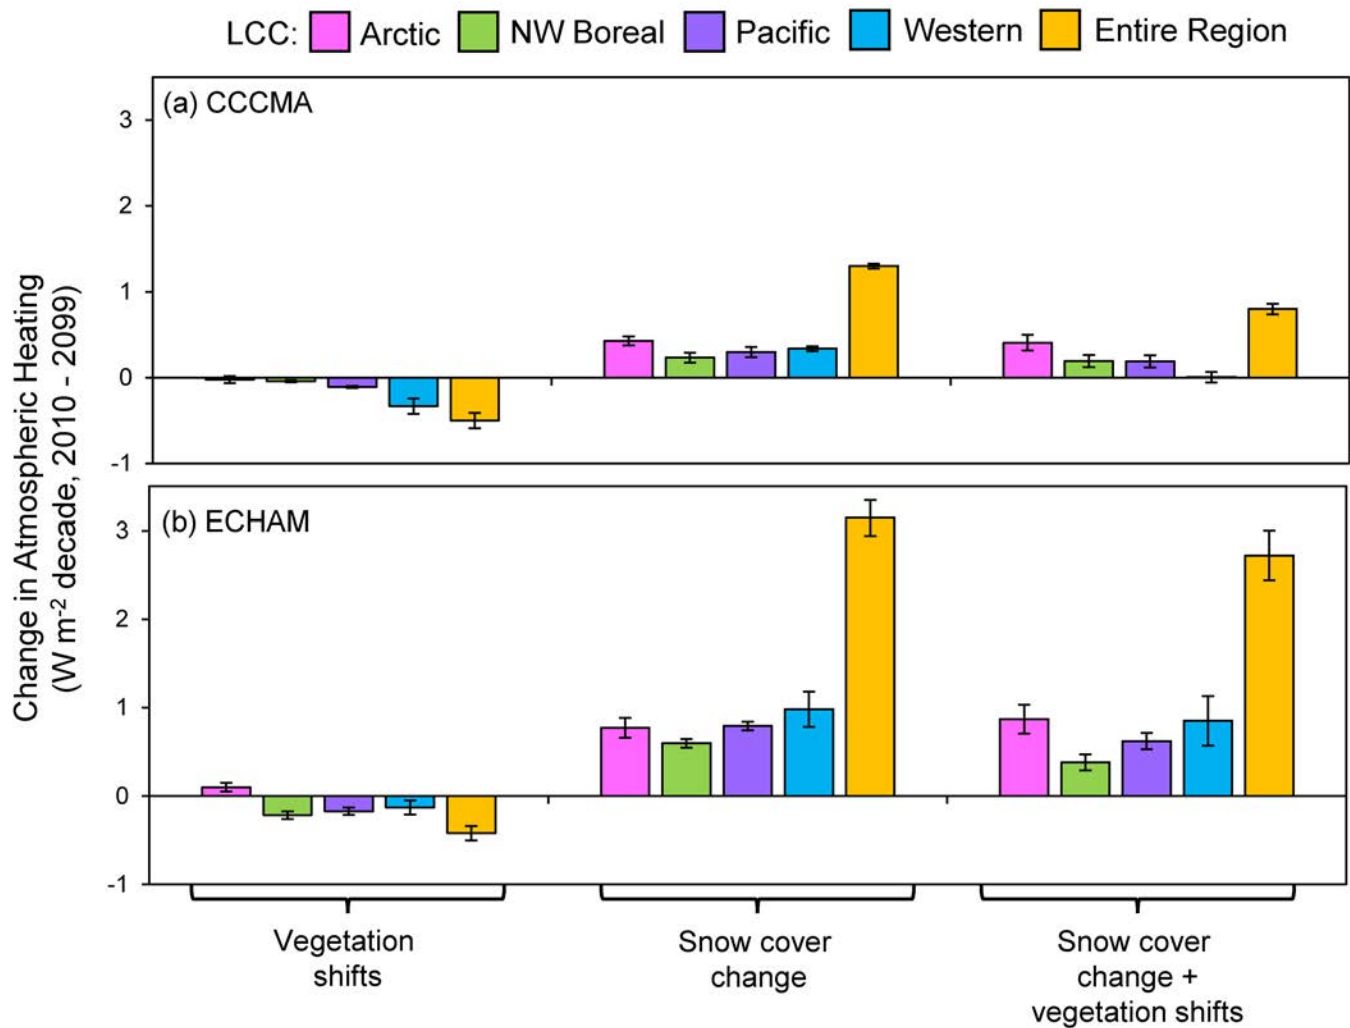 LCC: Arctic NW Boreal Pacific Western Entire Region
(a) CCCMA
3
2
1
0
-1
(b) ECHAM
3
2
1
0
-1
Change in Atmospheric Heating
(W m⁻² decade, 2010 - 2099)
Vegetation
shifts
Snow cover
change
Snow cover
change +
vegetation shifts